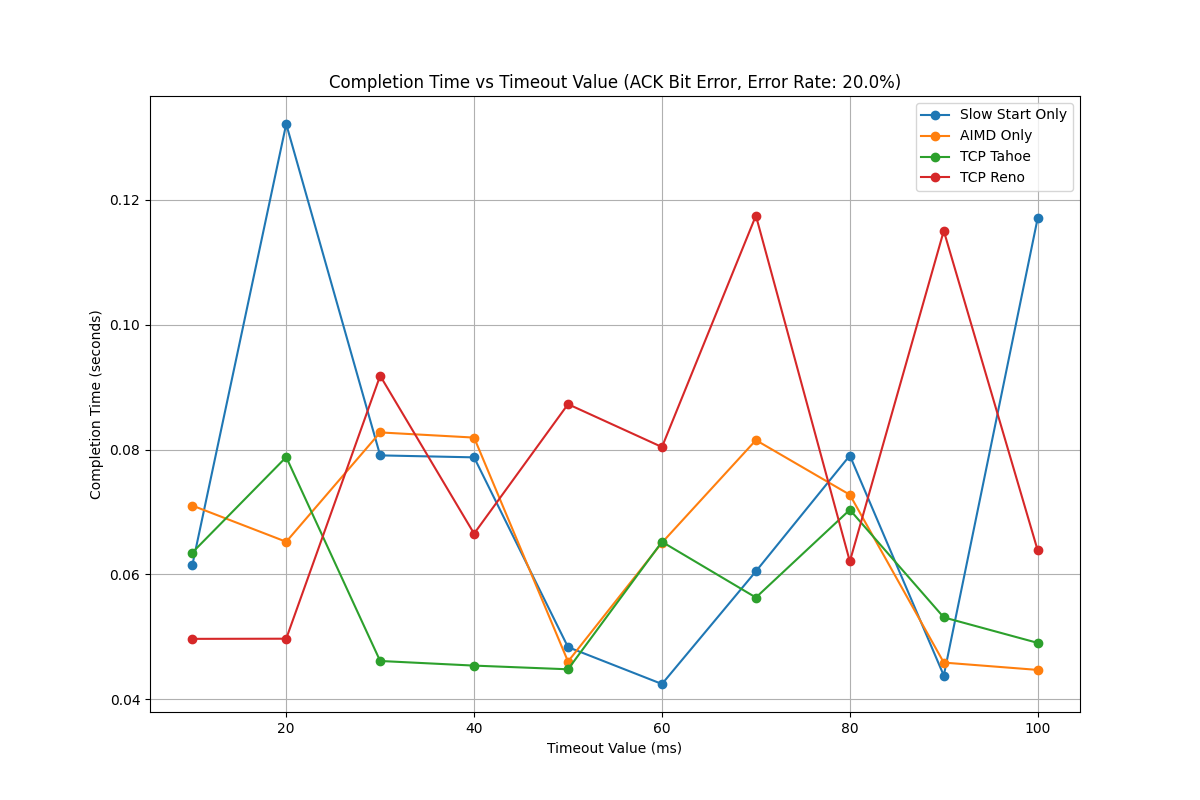 Completion Time vs Timeout Value (ACK Bit Error, Error Rate: 20.0%)
Slow Start Only
AIMD Only
TCP Tahoe
TCP Reno
Completion Time (seconds)
0.12
0.10
0.08
0.06
0.04
20
40
60
80
100
Timeout Value (ms)